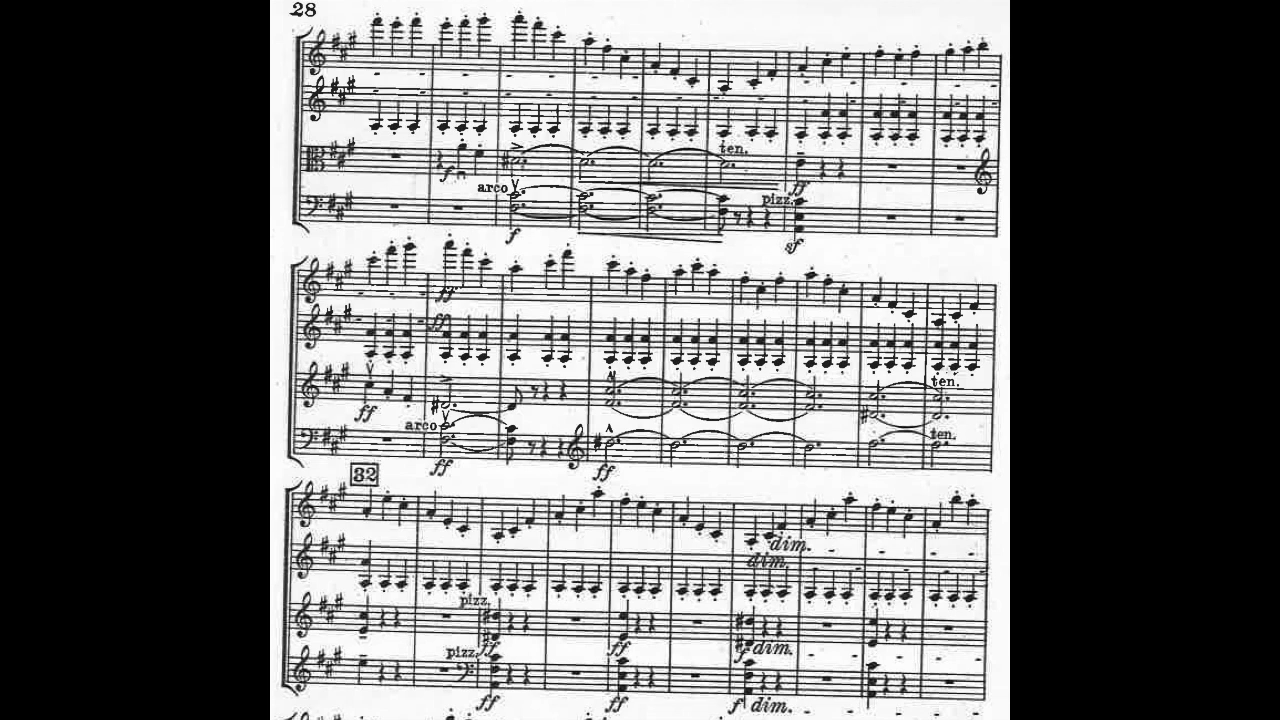 28
ten.
f
arco
ff
pizz.
f
sf
ff
ff
ten.
ff
arco
ten.
ff
ff
32
dim.
dim.
pizz.
ff
ff
f dim.
pizz.
ff
ff
f dim.